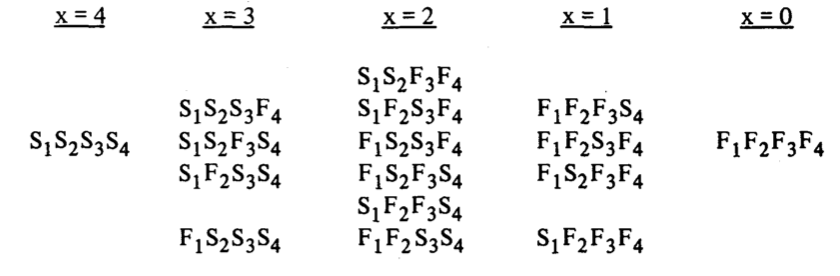 x = 4 x = 3 x = 2 x = 1 x = 0
S₁S₂F₃F₄
S₁S₂S₃F₄ S₁F₂S₃F₄ F₁F₂F₃S₄
S₁S₂S₃S₄ S₁S₂F₃S₄ F₁S₂S₃F₄ F₁F₂S₃F₄ F₁F₂F₃F₄
S₁F₂S₃S₄ F₁S₂F₃S₄ F₁S₂F₃F₄
S₁F₂F₃S₄
F₁S₂S₃S₄ F₁F₂S₃S₄ S₁F₂F₃F₄